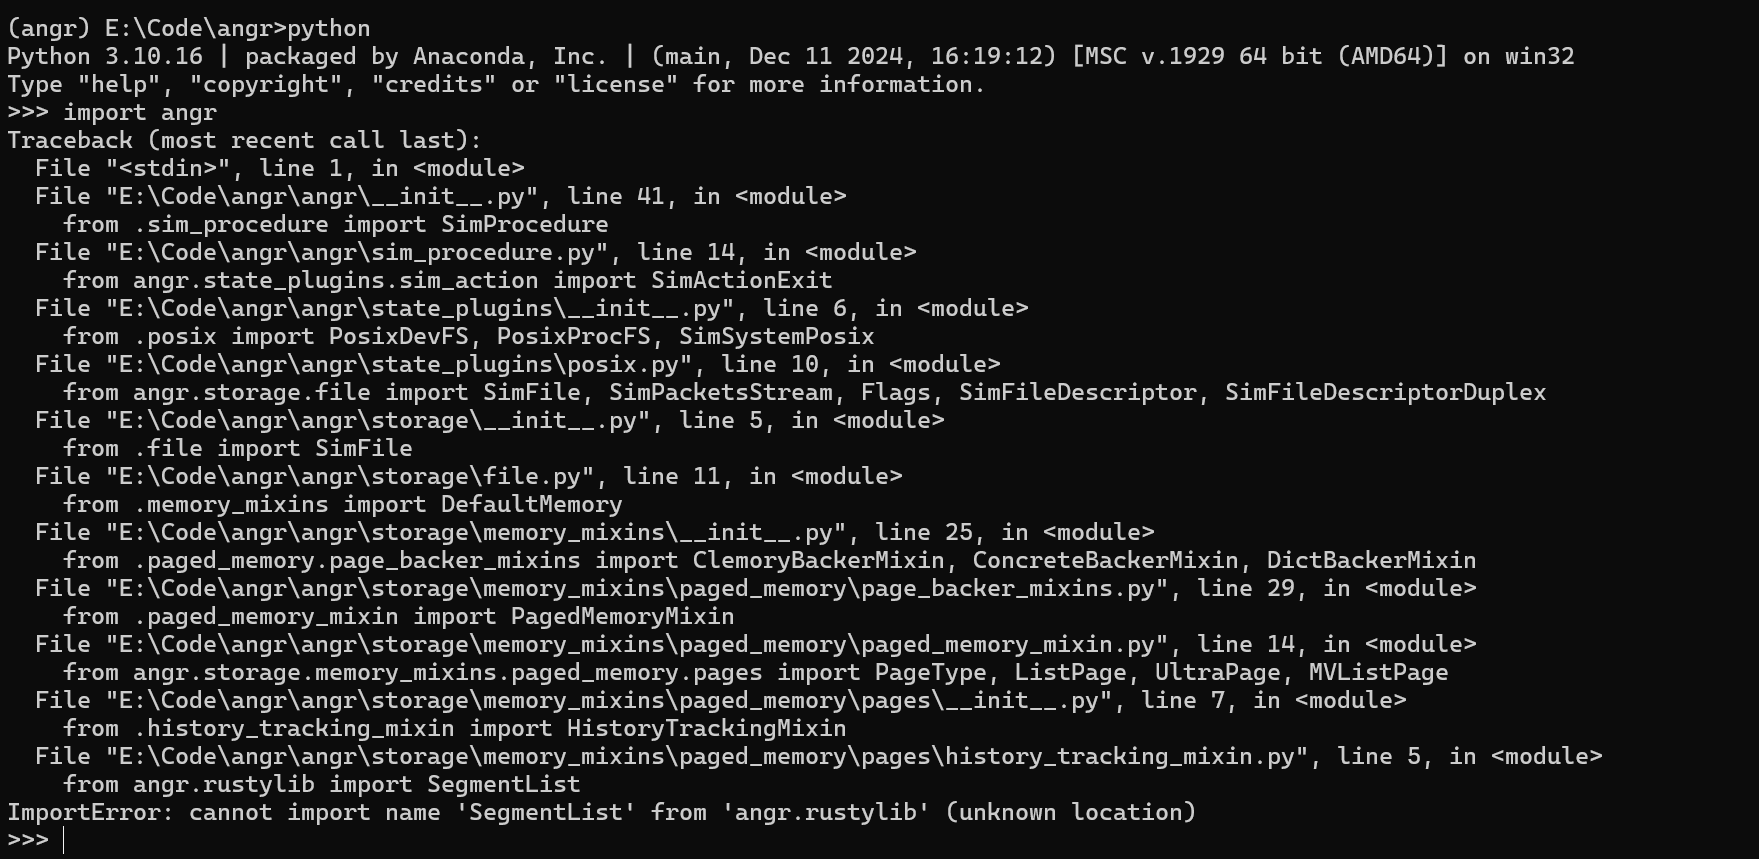 (angr) E:\Code\angr>python
Python 3.10.16 | packaged by Anaconda, Inc. | (main, Dec 11 2024, 16:19:12) [MSC v.1929 64 bit (AMD64)] on win32
Type "help", "copyright", "credits" or "license" for more information.
>>> import angr
Traceback (most recent call last):
  File "<stdin>", line 1, in <module>
  File "E:\Code\angr\angr\__init__.py", line 41, in <module>
    from .sim_procedure import SimProcedure
  File "E:\Code\angr\angr\sim_procedure.py", line 14, in <module>
    from angr.state_plugins.sim_action import SimActionExit
  File "E:\Code\angr\angr\state_plugins\__init__.py", line 6, in <module>
    from .posix import PosixDevFS, PosixProcFS, SimSystemPosix
  File "E:\Code\angr\angr\state_plugins\posix.py", line 10, in <module>
    from angr.storage.file import SimFile, SimPacketsStream, Flags, SimFileDescriptor, SimFileDescriptorDuplex
  File "E:\Code\angr\angr\storage\__init__.py", line 5, in <module>
    from .file import SimFile
  File "E:\Code\angr\angr\storage\file.py", line 11, in <module>
    from .memory_mixins import DefaultMemory
  File "E:\Code\angr\angr\storage\memory_mixins\__init__.py", line 25, in <module>
    from .paged_memory.page_backer_mixins import ClemoryBackerMixin, ConcreteBackerMixin, DictBackerMixin
  File "E:\Code\angr\angr\storage\memory_mixins\paged_memory\page_backer_mixins.py", line 29, in <module>
    from .paged_memory_mixin import PagedMemoryMixin
  File "E:\Code\angr\angr\storage\memory_mixins\paged_memory\paged_memory_mixin.py", line 14, in <module>
    from angr.storage.memory_mixins.paged_memory.pages import PageType, ListPage, UltraPage, MVListPage
  File "E:\Code\angr\angr\storage\memory_mixins\paged_memory\pages\__init__.py", line 7, in <module>
    from .history_tracking_mixin import HistoryTrackingMixin
  File "E:\Code\angr\angr\storage\memory_mixins\paged_memory\pages\history_tracking_mixin.py", line 5, in <module>
    from angr.rustylib import SegmentList
ImportError: cannot import name 'SegmentList' from 'angr.rustylib' (unknown location)
>>>